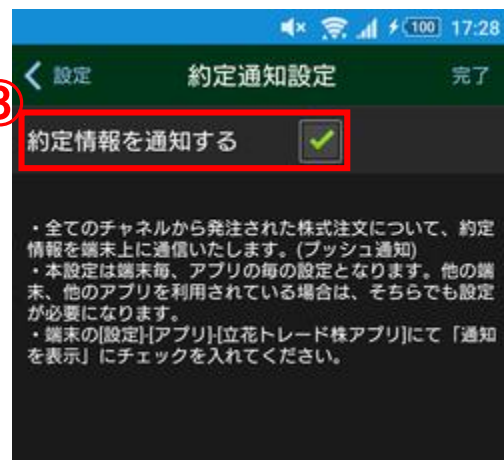 100 17:28
設定 約定通知設定 完了
約定情報を通知する
・全てのチャネルから発注された株式注文について、約定
情報を端末上に通信いたします。(プッシュ通知)
・本設定は端末毎、アプリの毎の設定となります。他の端
末、他のアプリを利用されている場合は、そちらでも設定
が必要になります。
・端末の[設定]-[アプリ]-[立花トレード株アプリ]にて「通知
を表示」にチェックを入れてください。